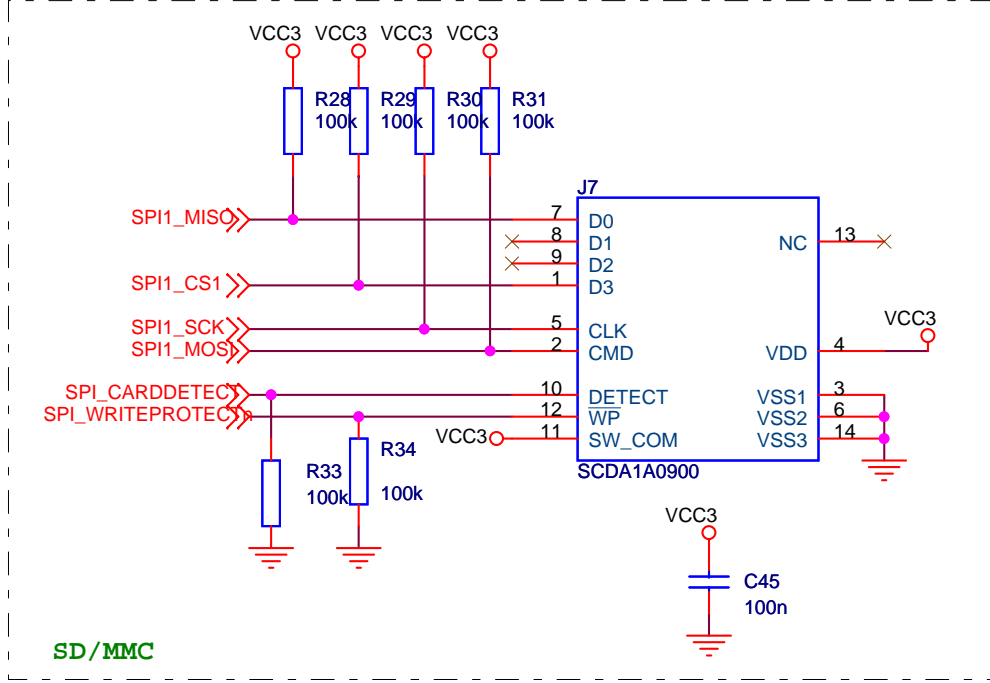 VCC3 VCC3 VCC3 VCC3
R28 R29 R30 R31
100k 100k 100k 100k
J7
SPI1_MISO 7 D0
8 D1 NC 13
9 D2
SPI1_CS1 1 D3
VCC3
SPI1_SCK 5 CLK
SPI1_MOSI 2 CMD VDD 4
SPI_CARDDETECT 10 DETECT VSS1 3
SPI_WRITEPROTECTn 12 WP VSS2 6
VCC3 11 SW_COM VSS3 14
R34
R33 SCDA1A0900
100k 100k
VCC3
C45
100n
SD/MMC